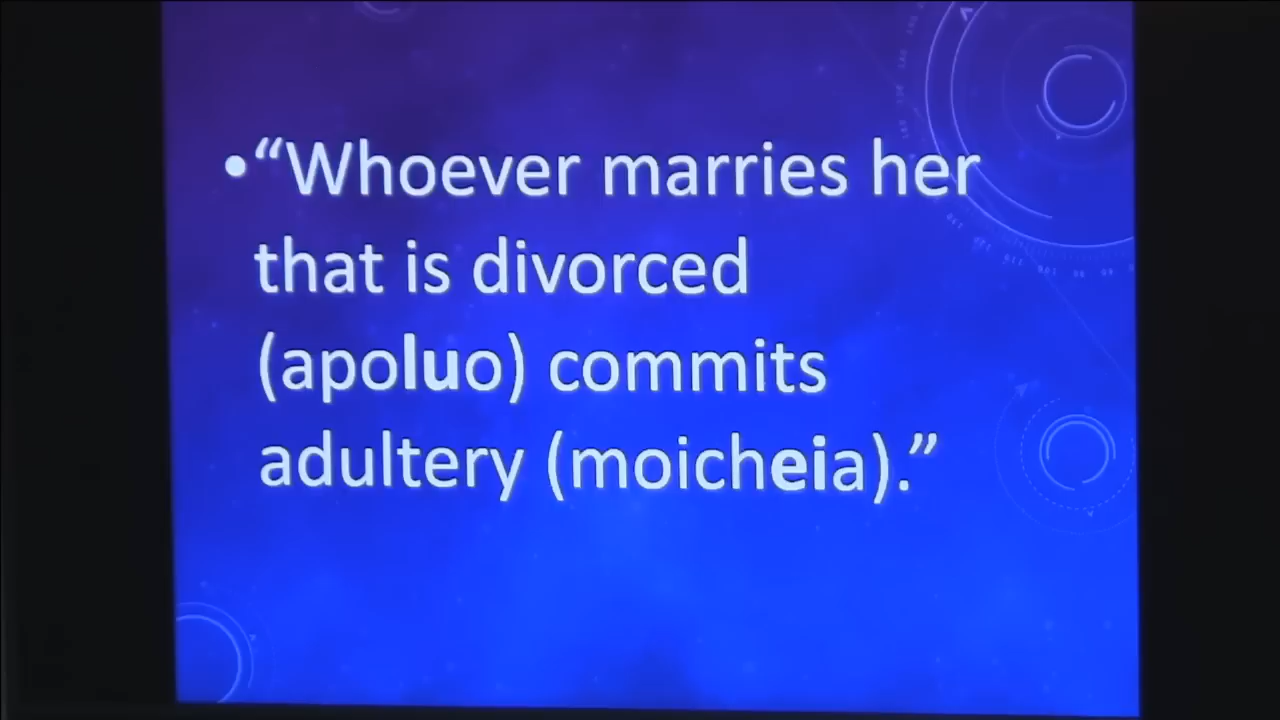 •“Whoever marries her
that is divorced
(apoluo) commits
adultery (moicheia).”